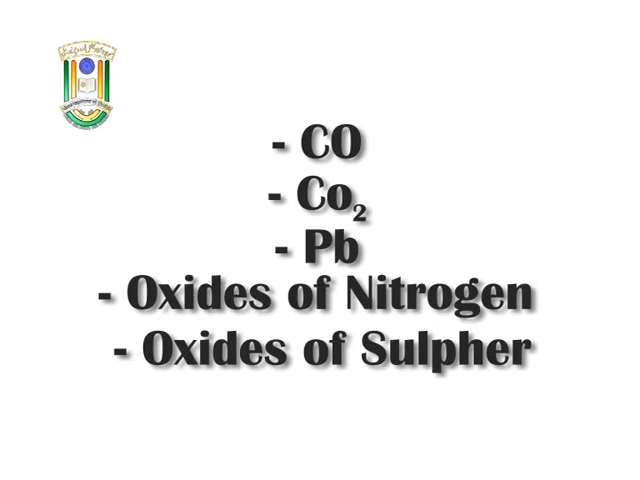 - CO
- Co₂
- Pb
- Oxides of Nitrogen
- Oxides of Sulpher